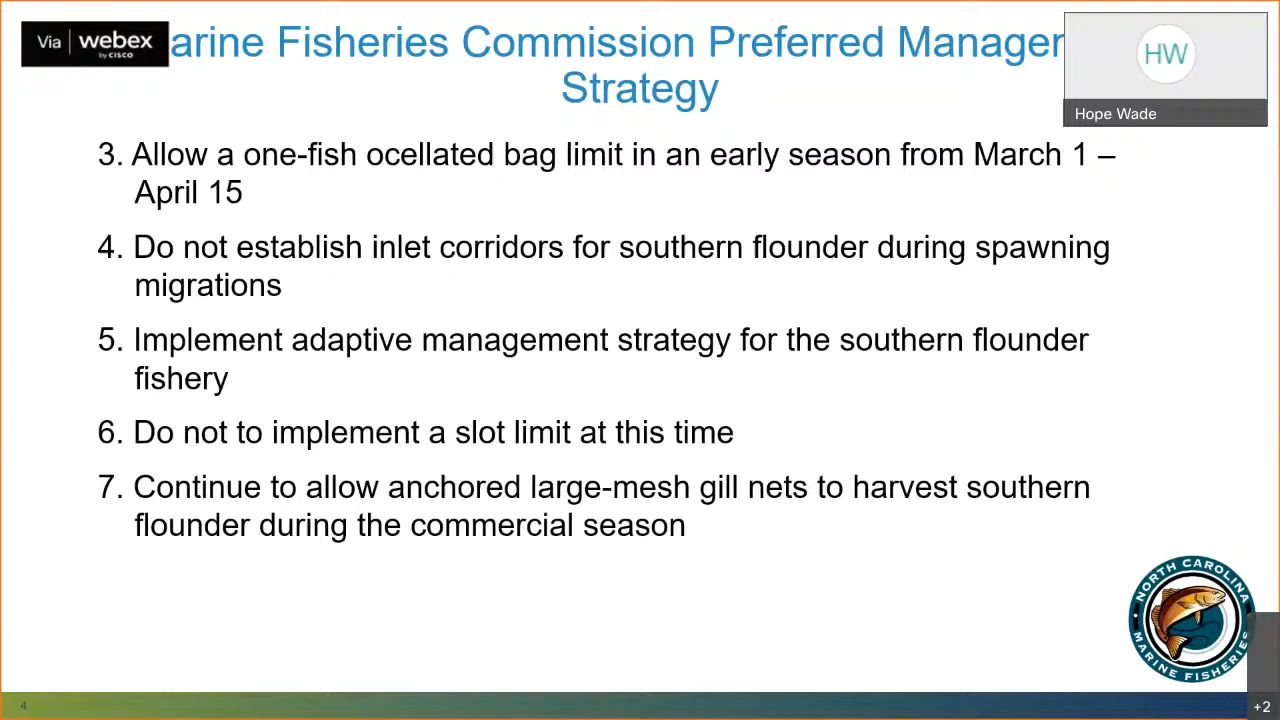 Via webex
by CISCO
arine Fisheries Commission Preferred Manager
Strategy
HW
Hope Wade
3. Allow a one-fish ocellated bag limit in an early season from March 1 –
April 15
4. Do not establish inlet corridors for southern flounder during spawning
migrations
5. Implement adaptive management strategy for the southern flounder
fishery
6. Do not to implement a slot limit at this time
7. Continue to allow anchored large-mesh gill nets to harvest southern
flounder during the commercial season
NORTH CAROLINA
MARINE FISHERIES
4
+2